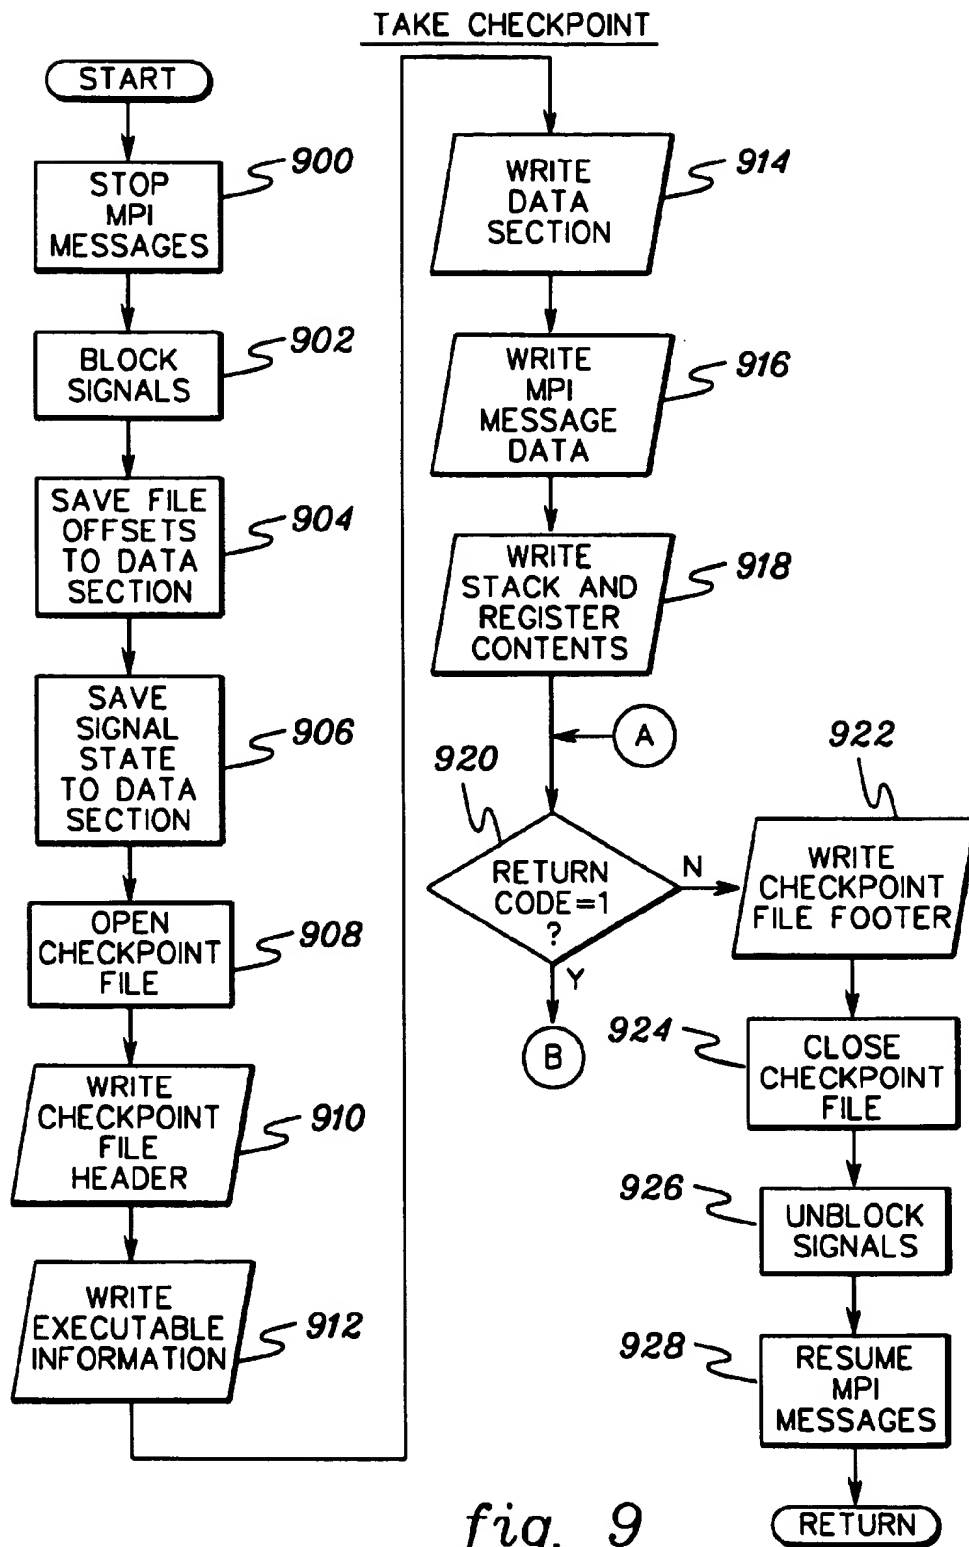 TAKE CHECKPOINT
START
STOP
MPI
MESSAGES
900
BLOCK
SIGNALS
902
SAVE FILE
OFFSETS
TO DATA
SECTION
904
SAVE
SIGNAL
STATE
TO DATA
SECTION
906
OPEN
CHECKPOINT
FILE
908
WRITE
CHECKPOINT
FILE
HEADER
910
WRITE
EXECUTABLE
INFORMATION
912
WRITE
DATA
SECTION
914
WRITE
MPI
MESSAGE
DATA
916
WRITE
STACK AND
REGISTER
CONTENTS
918
A
920
RETURN
CODE=1
?
N
Y
B
922
WRITE
CHECKPOINT
FILE FOOTER
924
CLOSE
CHECKPOINT
FILE
926
UNBLOCK
SIGNALS
928
RESUME
MPI
MESSAGES
RETURN
fig. 9